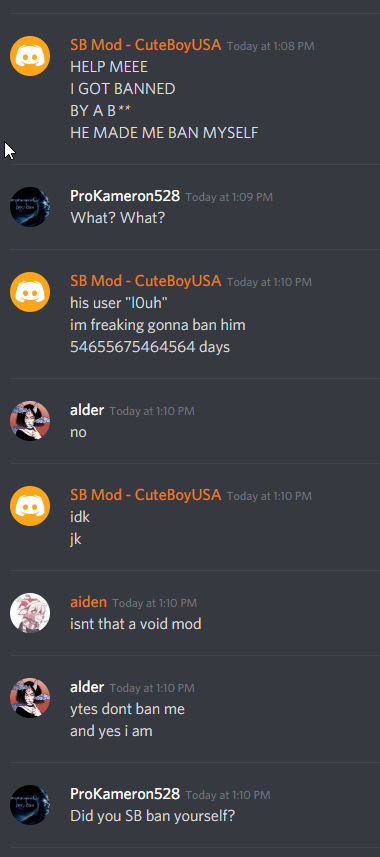 SB Mod - CuteBoyUSA Today at 1:08 PM
HELP MEEE
I GOT BANNED
BY A B**
HE MADE ME BAN MYSELF
ProKameron528 Today at 1:09 PM
What? What?
SB Mod - CuteBoyUSA Today at 1:10 PM
his user "l0uh"
im freaking gonna ban him
54655675464564 days
alder Today at 1:10 PM
no
SB Mod - CuteBoyUSA Today at 1:10 PM
idk
jk
aiden Today at 1:10 PM
isnt that a void mod
alder Today at 1:10 PM
ytes dont ban me
and yes i am
ProKameron528 Today at 1:10 PM
Did you SB ban yourself?